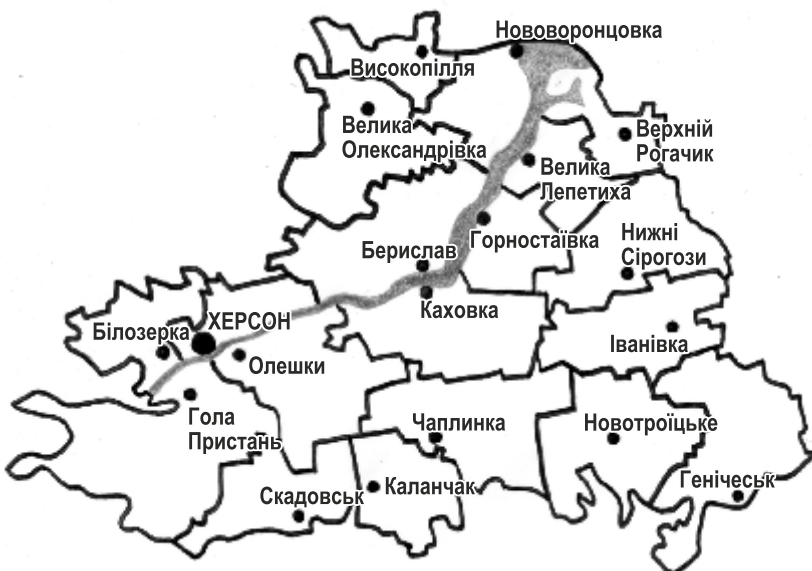 Нововоронцовка
Високопілля
Велика
Олександрівка
Верхній
Рогачик
Велика
Лепетиха
Горностаївка
Нижні
Сірогози
Берислав
Каховка
ХЕРСОН
Білозерка
Олешки
Іванівка
Гола
Пристань
Чаплинка
Новотроїцьке
Скадовськ
Каланчак
Генічеськ